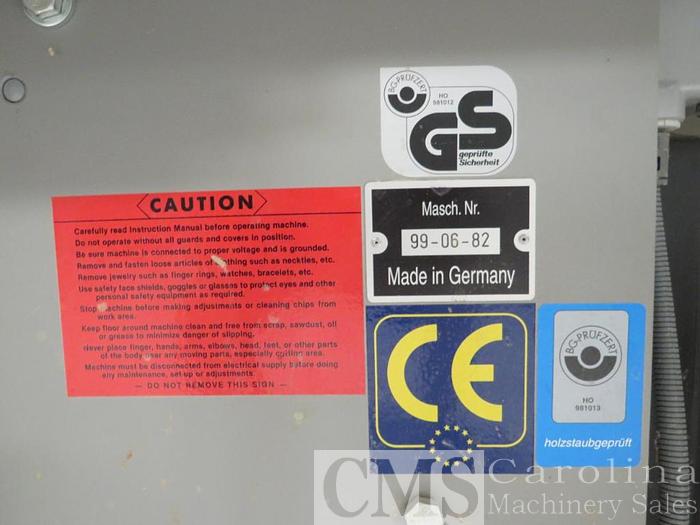 BG-PRÜFZERT
HO
981012
GS
geprüfte
Sicherheit
CAUTION
Carefully read Instruction Manual before operating machine.
Do not operate without all guards and covers in position.
Be sure machine is connected to proper voltage and is grounded.
Remove and fasten loose articles of clothing such as neckties, etc.
Remove jewelry such as finger rings, watches, bracelets, etc.
Use safety face shields, goggles or glasses to protect eyes and other
personal safety equipment as required.
Stop machine before making adjustments or cleaning chips from
work area.
Keep floor around machine clean and free from scrap, sawdust, oil
or grease to minimize danger of slipping.
Never place finger, hands, arms, elbows, head, feet, or other parts
of the body near any moving parts, especially cutting area.
Machine must be disconnected from electrical supply before doing
any maintenance, set-up or adjustments.
— DO NOT REMOVE THIS SIGN —
Masch. Nr.
99-06-82
Made in Germany
CE
BG-PRÜFZERT
HO
981013
holzstaubgeprüft
CMS Carolina
Machinery Sales